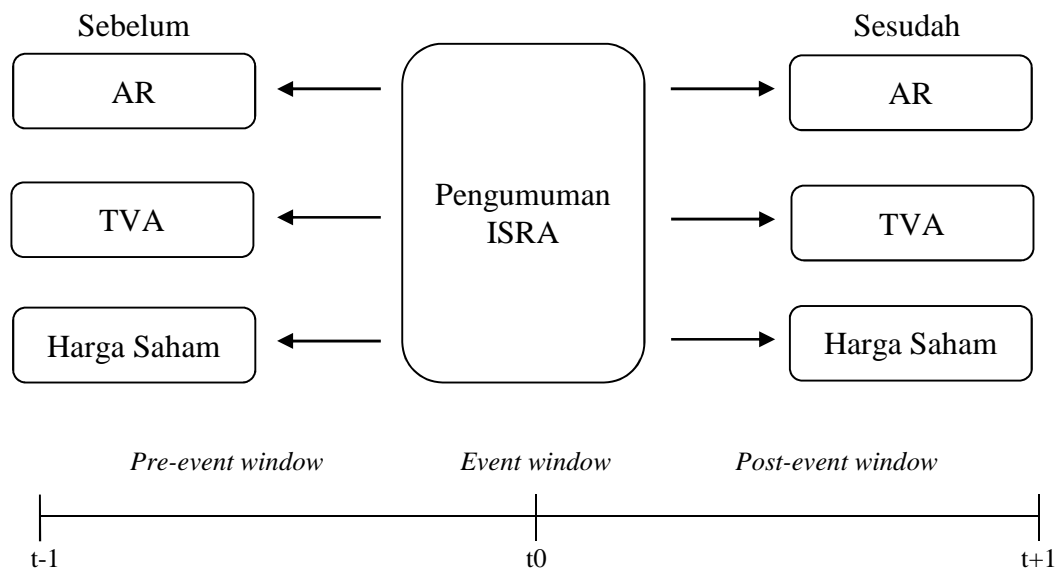 Sebelum
Sesudah
AR
AR
Pengumuman
ISRA
TVA
TVA
Harga Saham
Harga Saham
Pre-event window
Event window
Post-event window
t-1
t0
t+1